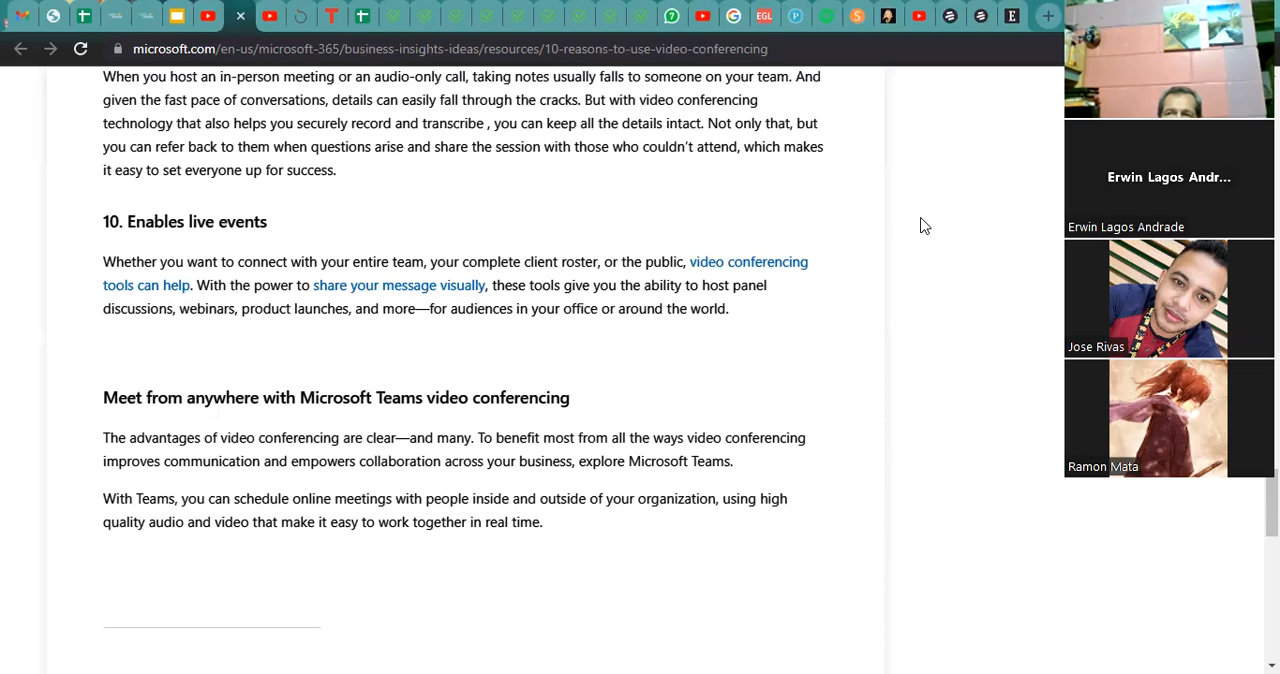 EGL
microsoft.com/en-us/microsoft-365/business-insights-ideas/resources/10-reasons-to-use-video-conferencing
When you host an in-person meeting or an audio-only call, taking notes usually falls to someone on your team. And
given the fast pace of conversations, details can easily fall through the cracks. But with video conferencing
technology that also helps you securely record and transcribe , you can keep all the details intact. Not only that, but
you can refer back to them when questions arise and share the session with those who couldn't attend, which makes
it easy to set everyone up for success.
10. Enables live events
Whether you want to connect with your entire team, your complete client roster, or the public, video conferencing
tools can help. With the power to share your message visually, these tools give you the ability to host panel
discussions, webinars, product launches, and more—for audiences in your office or around the world.
Meet from anywhere with Microsoft Teams video conferencing
The advantages of video conferencing are clear—and many. To benefit most from all the ways video conferencing
improves communication and empowers collaboration across your business, explore Microsoft Teams.
With Teams, you can schedule online meetings with people inside and outside of your organization, using high
quality audio and video that make it easy to work together in real time.
Erwin Lagos Andr...
Erwin Lagos Andrade
Jose Rivas
Ramon Mata